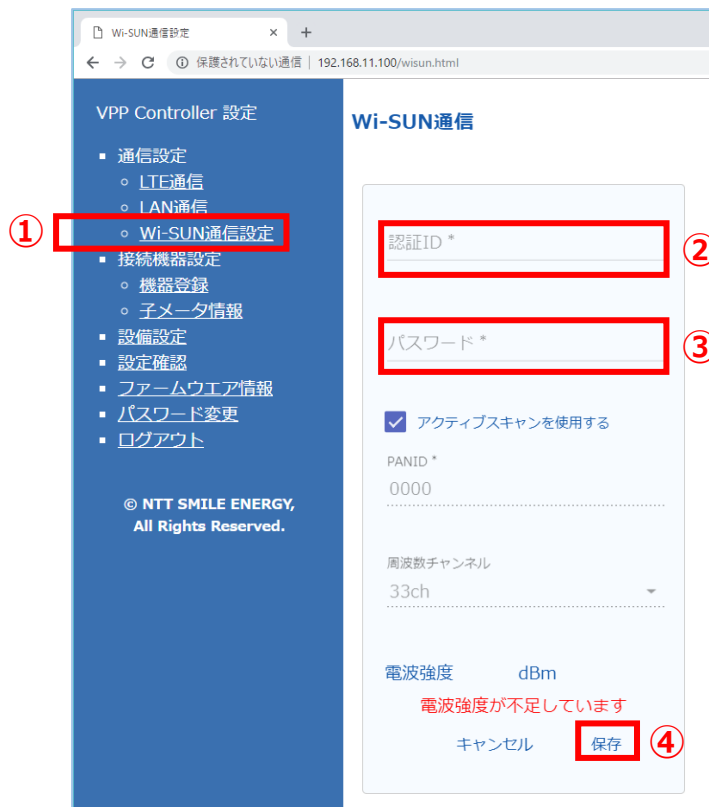 Wi-SUN通信設定
保護されていない通信 | 192.168.11.100/wisun.html
VPP Controller 設定
通信設定
LTE通信
LAN通信
① Wi-SUN通信設定
接続機器設定
機器登録
子メータ情報
設備設定
設定確認
ファームウエア情報
パスワード変更
ログアウト
© NTT SMILE ENERGY,
All Rights Reserved.
Wi-SUN通信
認証ID * ②
パスワード * ③
アクティブスキャンを使用する
PANID *
0000
周波数チャンネル
33ch
電波強度 dBm
電波強度が不足しています
キャンセル 保存 ④